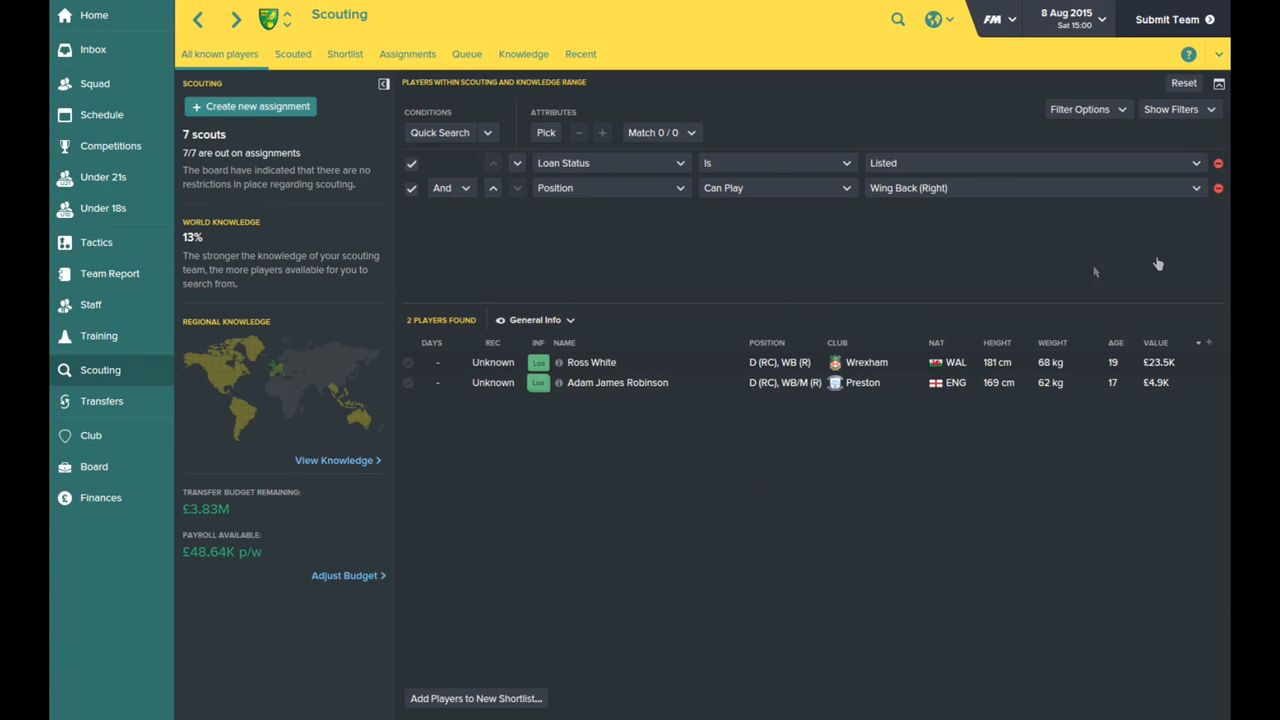 Home
Inbox
Squad
Schedule
Competitions
Under 21s
Under 18s
Tactics
Team Report
Staff
Training
Scouting
Transfers
Club
Board
Finances
Scouting
FM
8 Aug 2015
Sat 15:00
Submit Team
All known players
Scouted
Shortlist
Assignments
Queue
Knowledge
Recent
?
SCOUTING
+ Create new assignment
7 scouts
7/7 are out on assignments
The board have indicated that there are no
restrictions in place regarding scouting.
WORLD KNOWLEDGE
13%
The stronger the knowledge of your scouting
team, the more players available for you to
search from.
REGIONAL KNOWLEDGE
View Knowledge >
TRANSFER BUDGET REMAINING:
£3.83M
PAYROLL AVAILABLE:
£48.64K p/w
Adjust Budget >
PLAYERS WITHIN SCOUTING AND KNOWLEDGE RANGE
Reset
CONDITIONS
ATTRIBUTES
Filter Options
Show Filters
Quick Search
Pick
Match 0 / 0
Loan Status Is Listed
And Position Can Play Wing Back (Right)
2 PLAYERS FOUND
General Info
DAYS REC INF NAME POSITION CLUB NAT HEIGHT WEIGHT AGE VALUE
- Unknown Loa Ross White D (RC), WB (R) Wrexham WAL 181 cm 68 kg 19 £23.5K
- Unknown Loa Adam James Robinson D (RC), WB/M (R) Preston ENG 169 cm 62 kg 17 £4.9K
Add Players to New Shortlist...